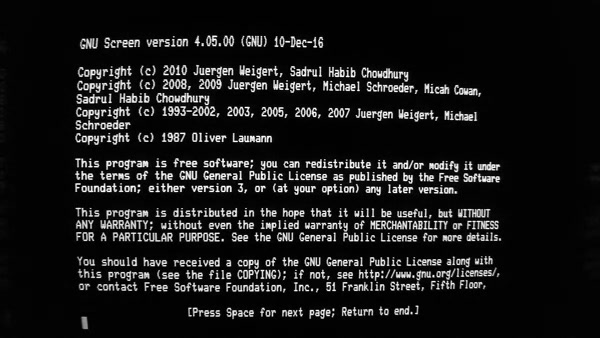 GNU Screen version 4.05.00 (GNU) 10-Dec-16
Copyright (c) 2010 Juergen Weigert, Sadrul Habib Chowdhury
Copyright (c) 2008, 2009 Juergen Weigert, Michael Schroeder, Micah Cowan,
Sadrul Habib Chowdhury
Copyright (c) 1993-2002, 2003, 2005, 2006, 2007 Juergen Weigert, Michael
Schroeder
Copyright (c) 1987 Oliver Laumann
This program is free software; you can redistribute it and/or modify it under
the terms of the GNU General Public License as published by the Free Software
Foundation; either version 3, or (at your option) any later version.
This program is distributed in the hope that it will be useful, but WITHOUT
ANY WARRANTY; without even the implied warranty of MERCHANTABILITY or FITNESS
FOR A PARTICULAR PURPOSE. See the GNU General Public License for more details.
You should have received a copy of the GNU General Public License along with
this program (see the file COPYING); if not, see http://www.gnu.org/licenses/,
or contact Free Software Foundation, Inc., 51 Franklin Street, Fifth Floor,
[Press Space for next page; Return to end.]